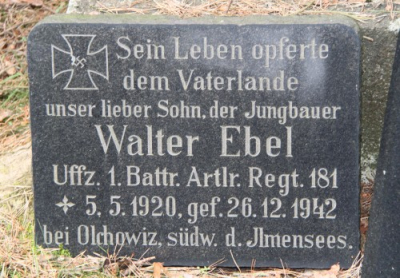 Sein Leben opferte
dem Vaterlande
unser lieber Sohn, der Jungbauer
Walter Ebel
Uffz. 1. Battr. Artlr. Regt. 181
✶ 5. 5. 1920, gef. 26. 12. 1942
bei Olchowiz, südw. d. Jlmensees.